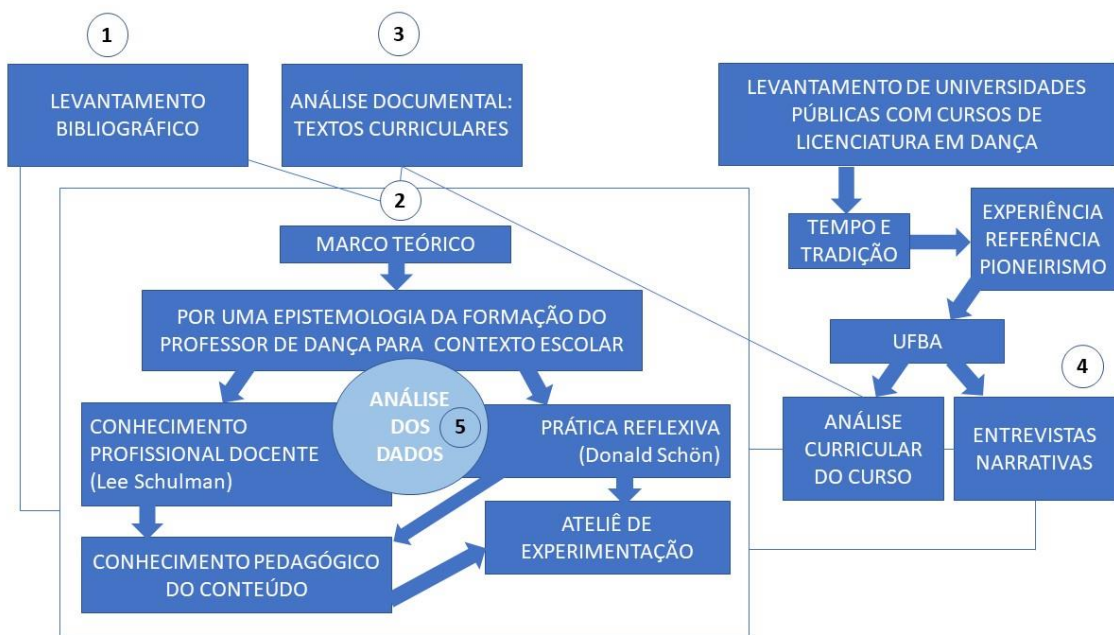 1
LEVANTAMENTO
BIBLIOGRÁFICO
3
ANÁLISE DOCUMENTAL:
TEXTOS CURRICULARES
LEVANTAMENTO DE UNIVERSIDADES
PÚBLICAS COM CURSOS DE
LICENCIATURA EM DANÇA
2
MARCO TEÓRICO
TEMPO E
TRADIÇÃO
EXPERIÊNCIA
REFERÊNCIA
PIONEIRISMO
POR UMA EPISTEMOLOGIA DA FORMAÇÃO DO
PROFESSOR DE DANÇA PARA CONTEXTO ESCOLAR
UFBA
4
ANÁLISE
DOS
DADOS
5
CONHECIMENTO
PROFISSIONAL DOCENTE
(Lee Schulman)
PRÁTICA REFLEXIVA
(Donald Schön)
ANÁLISE
CURRICULAR
DO CURSO
ENTREVISTAS
NARRATIVAS
CONHECIMENTO PEDAGÓGICO
DO CONTEÚDO
ATELIÊ DE
EXPERIMENTAÇÃO